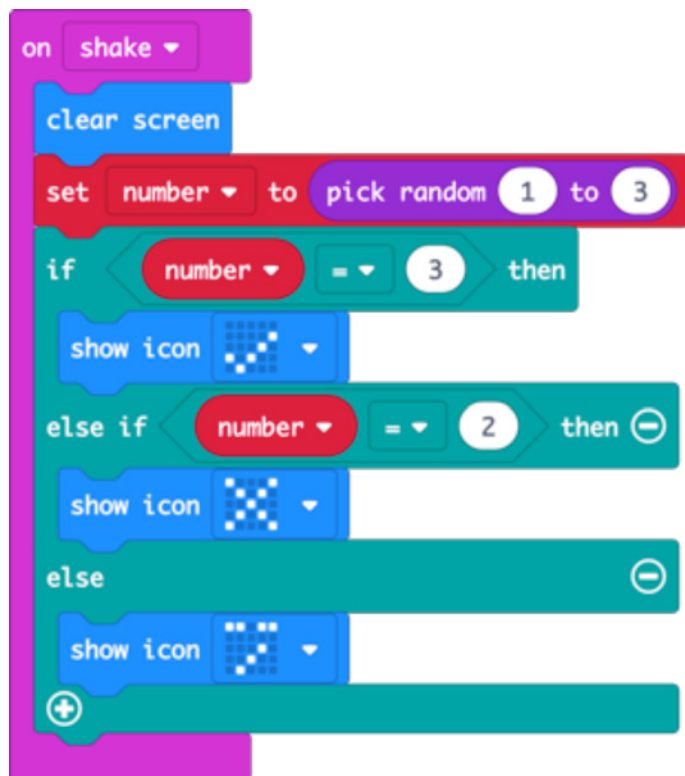 on shake
clear screen
set number to pick random 1 to 3
if number = 3 then
show icon
else if number = 2 then
show icon
else
show icon